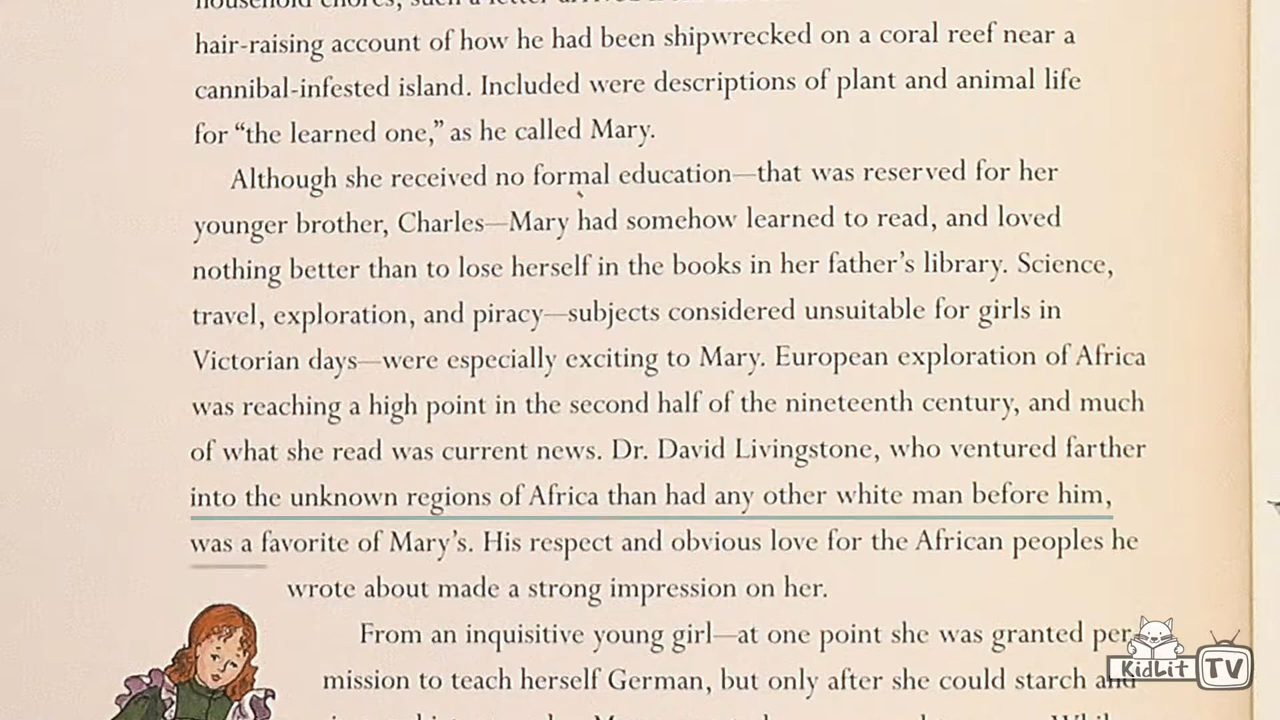 hair-raising account of how he had been shipwrecked on a coral reef near a
cannibal-infested island. Included were descriptions of plant and animal life
for “the learned one,” as he called Mary.
Although she received no formal education—that was reserved for her
younger brother, Charles—Mary had somehow learned to read, and loved
nothing better than to lose herself in the books in her father’s library. Science,
travel, exploration, and piracy—subjects considered unsuitable for girls in
Victorian days—were especially exciting to Mary. European exploration of Africa
was reaching a high point in the second half of the nineteenth century, and much
of what she read was current news. Dr. David Livingstone, who ventured farther
into the unknown regions of Africa than had any other white man before him,
was a favorite of Mary’s. His respect and obvious love for the African peoples he
wrote about made a strong impression on her.
From an inquisitive young girl—at one point she was granted per-
mission to teach herself German, but only after she could starch and
KidLit TV